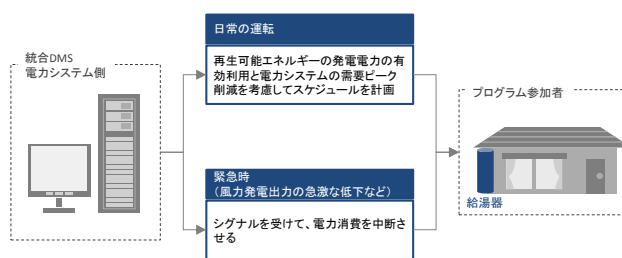 統合DMS
電力システム側
日常の運転
再生可能エネルギーの発電電力の有
効利用と電力システムの需要ピーク
削減を考慮してスケジュールを計画
緊急時
（風力発電出力の急激な低下など）
シグナルを受けて、電力消費を中断さ
せる
プログラム参加者
給湯器